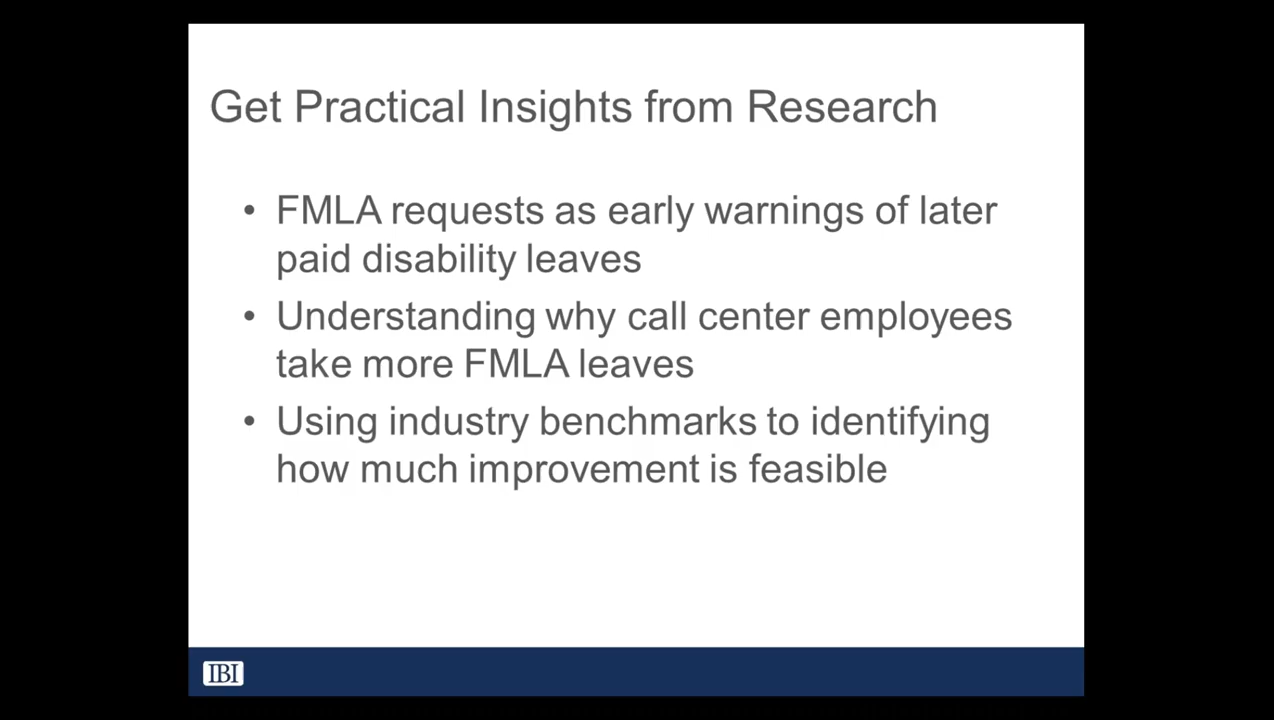 Get Practical Insights from Research
• FMLA requests as early warnings of later
paid disability leaves
• Understanding why call center employees
take more FMLA leaves
• Using industry benchmarks to identifying
how much improvement is feasible
IBI